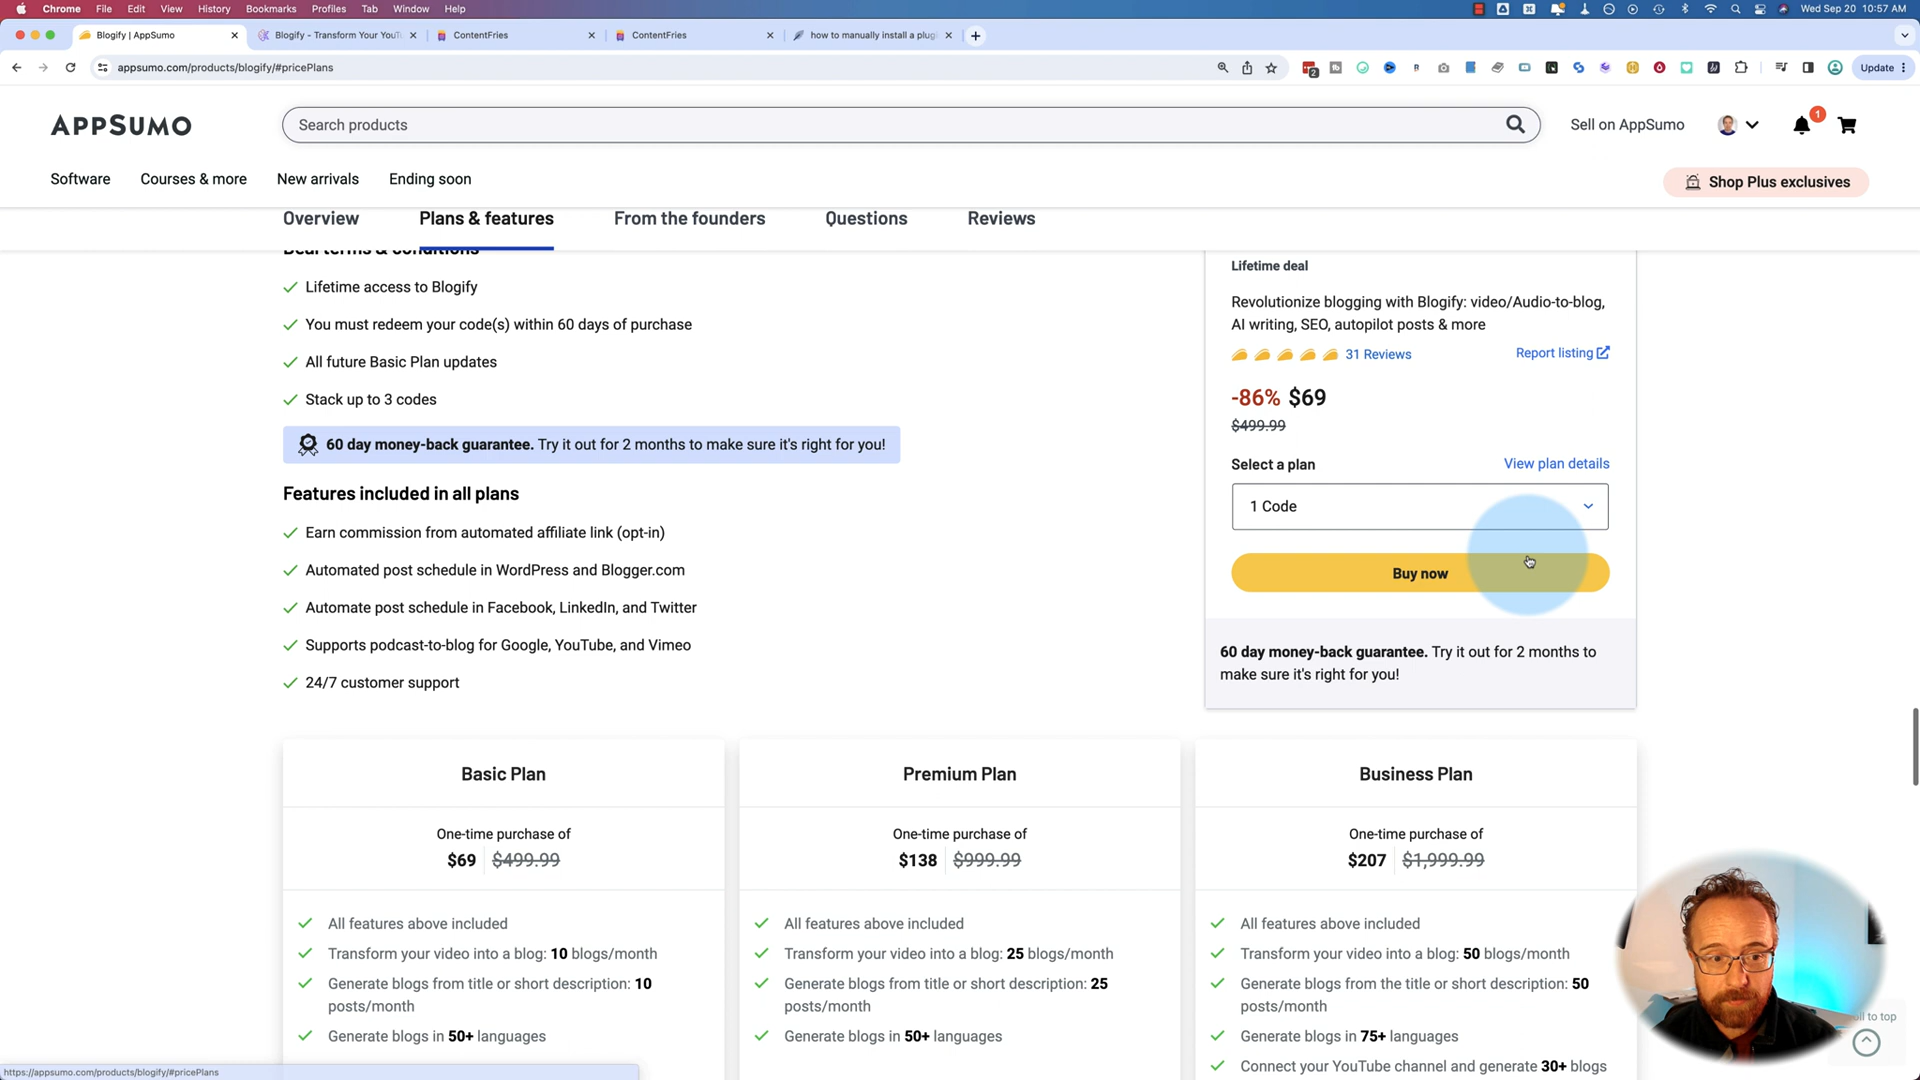 Chrome File Edit View History Bookmarks Profiles Tab Window Help
Wed Sep 20 10:57 AM
Blogify | AppSumo
Blogify - Transform Your YouT
ContentFries
ContentFries
how to manually install a plug
appsumo.com/products/blogify/#pricePlans
2
Update
APPSUMO
Search products
Sell on AppSumo
1
Software Courses & more New arrivals Ending soon
Shop Plus exclusives
Overview Plans & features From the founders Questions Reviews
Deal terms & conditions
Lifetime access to Blogify
You must redeem your code(s) within 60 days of purchase
All future Basic Plan updates
Stack up to 3 codes
60 day money-back guarantee. Try it out for 2 months to make sure it's right for you!
Features included in all plans
Earn commission from automated affiliate link (opt-in)
Automated post schedule in WordPress and Blogger.com
Automate post schedule in Facebook, LinkedIn, and Twitter
Supports podcast-to-blog for Google, YouTube, and Vimeo
24/7 customer support
Lifetime deal
Revolutionize blogging with Blogify: video/Audio-to-blog,
AI writing, SEO, autopilot posts & more
31 Reviews
Report listing
-86% $69
$499.99
Select a plan
View plan details
1 Code
Buy now
60 day money-back guarantee. Try it out for 2 months to
make sure it's right for you!
Basic Plan
One-time purchase of
$69 $499.99
All features above included
Transform your video into a blog: 10 blogs/month
Generate blogs from title or short description: 10
posts/month
Generate blogs in 50+ languages
Premium Plan
One-time purchase of
$138 $999.99
All features above included
Transform your video into a blog: 25 blogs/month
Generate blogs from title or short description: 25
posts/month
Generate blogs in 50+ languages
Business Plan
One-time purchase of
$207 $1,999.99
All features above included
Transform your video into a blog: 50 blogs/month
Generate blogs from the title or short description: 50
posts/month
Generate blogs in 75+ languages
Connect your YouTube channel and generate 30+ blogs
to top
https://appsumo.com/products/blogify/#pricePlans